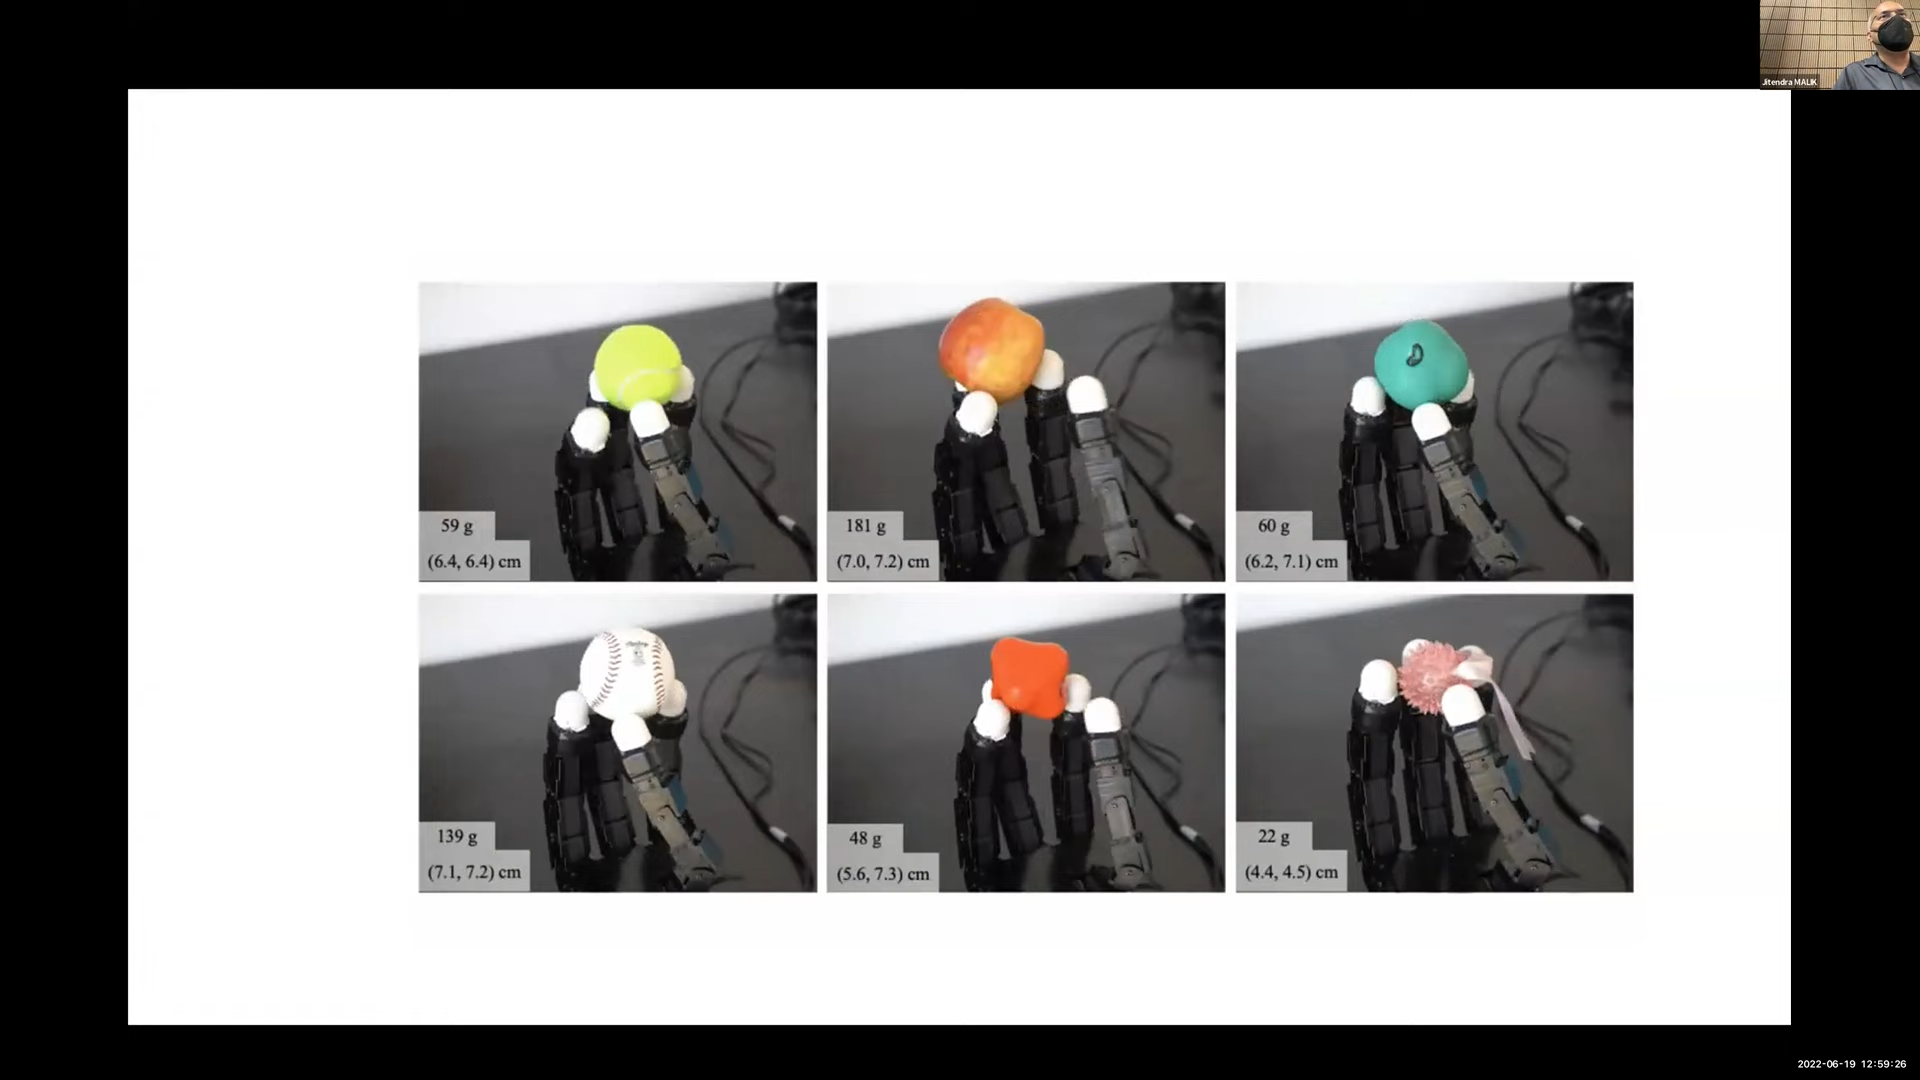 Jitendra MALIK
59 g
(6.4, 6.4) cm
181 g
(7.0, 7.2) cm
60 g
(6.2, 7.1) cm
139 g
(7.1, 7.2) cm
48 g
(5.6, 7.3) cm
22 g
(4.4, 4.5) cm
2022-06-19 12:59:26